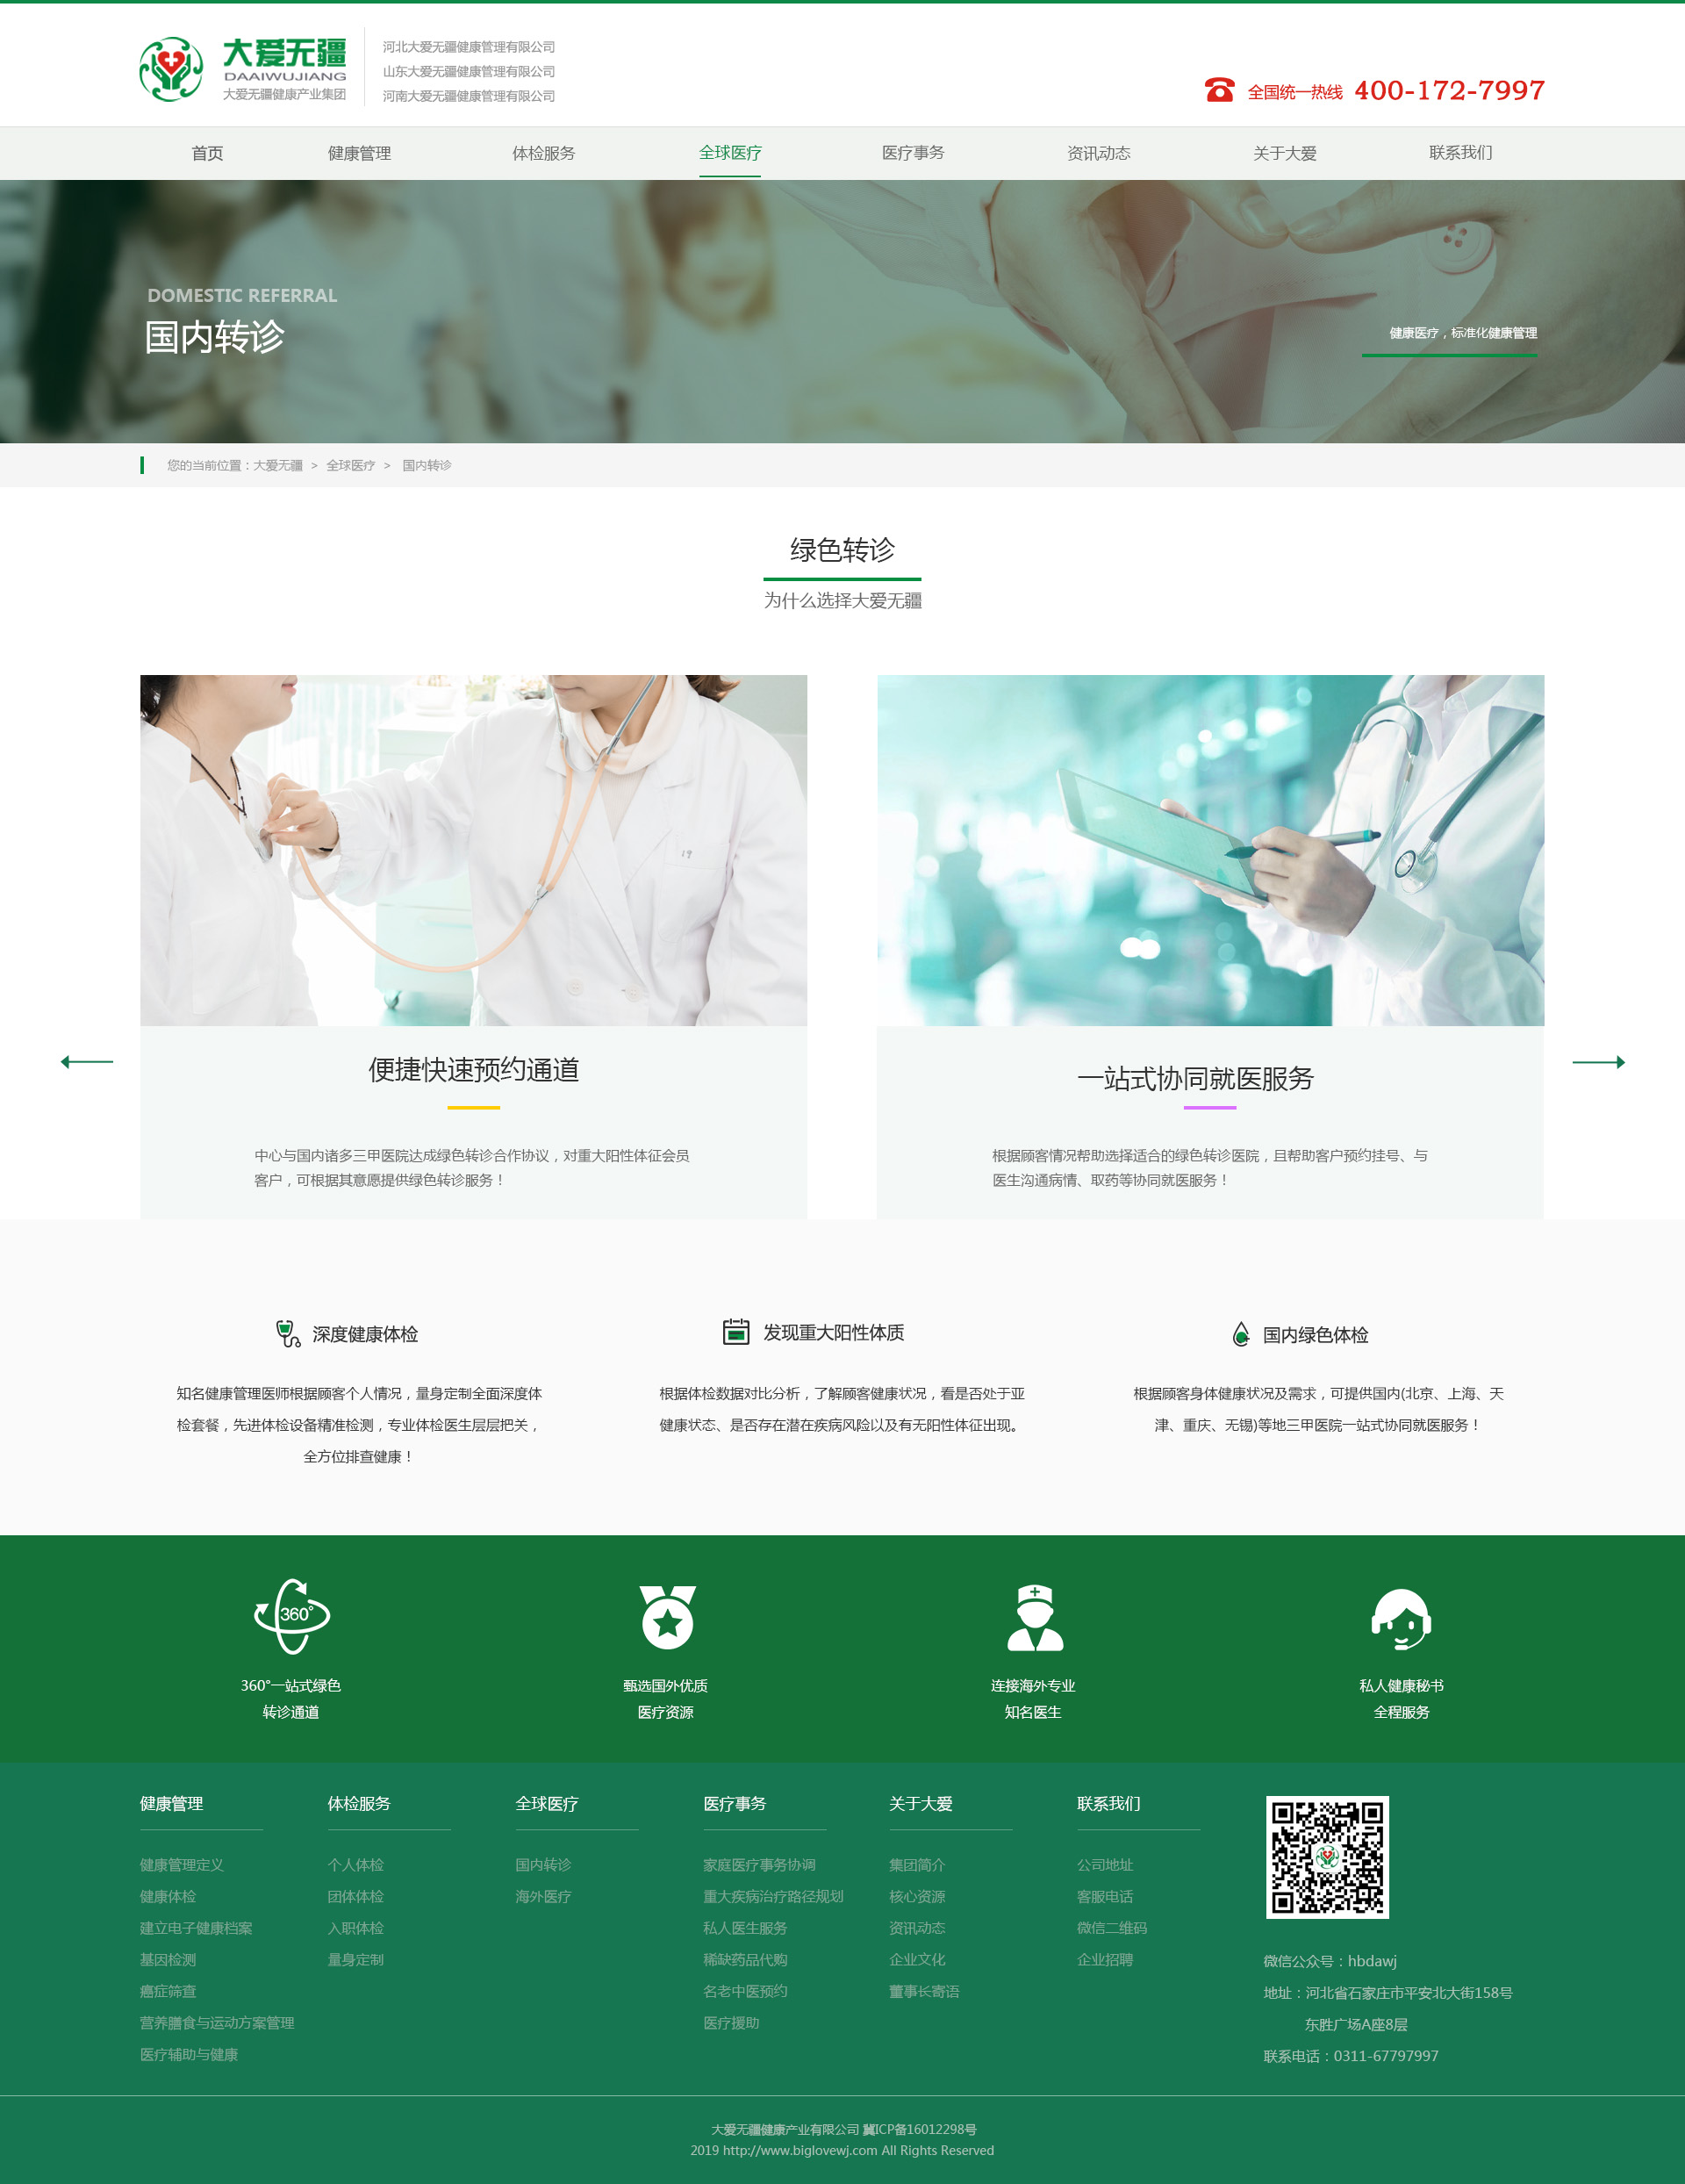 大爱无疆
DAAIWUJIANG
大爱无疆健康产业集团
河北大爱无疆健康管理有限公司
山东大爱无疆健康管理有限公司
河南大爱无疆健康管理有限公司
全国统一热线 400-172-7997
首页 健康管理 体检服务 全球医疗 医疗事务 资讯动态 关于大爱 联系我们
DOMESTIC REFERRAL
国内转诊
健康医疗，标准化健康管理
您的当前位置：大爱无疆 > 全球医疗 > 国内转诊
绿色转诊
为什么选择大爱无疆
19
便捷快速预约通道
中心与国内诸多三甲医院达成绿色转诊合作协议，对重大阳性体征会员
客户，可根据其意愿提供绿色转诊服务！
一站式协同就医服务
根据顾客情况帮助选择适合的绿色转诊医院，且帮助客户预约挂号、与
医生沟通病情、取药等协同就医服务！
深度健康体检
知名健康管理医师根据顾客个人情况，量身定制全面深度体
检套餐，先进体检设备精准检测，专业体检医生层层把关，
全方位排查健康！
发现重大阳性体质
根据体检数据对比分析，了解顾客健康状况，看是否处于亚
健康状态、是否存在潜在疾病风险以及有无阳性体征出现。
国内绿色体检
根据顾客身体健康状况及需求，可提供国内(北京、上海、天
津、重庆、无锡)等地三甲医院一站式协同就医服务！
360°
360°一站式绿色
转诊通道
甄选国外优质
医疗资源
连接海外专业
知名医生
私人健康秘书
全程服务
健康管理
健康管理定义
健康体检
建立电子健康档案
基因检测
癌症筛查
营养膳食与运动方案管理
医疗辅助与健康
体检服务
个人体检
团体体检
入职体检
量身定制
全球医疗
国内转诊
海外医疗
医疗事务
家庭医疗事务协调
重大疾病治疗路径规划
私人医生服务
稀缺药品代购
名老中医预约
医疗援助
关于大爱
集团简介
核心资源
资讯动态
企业文化
董事长寄语
联系我们
公司地址
客服电话
微信二维码
企业招聘
微信公众号：hbdawj
地址：河北省石家庄市平安北大街158号
东胜广场A座8层
联系电话：0311-67797997
大爱无疆健康产业有限公司 冀ICP备16012298号
2019 http://www.biglovewj.com All Rights Reserved